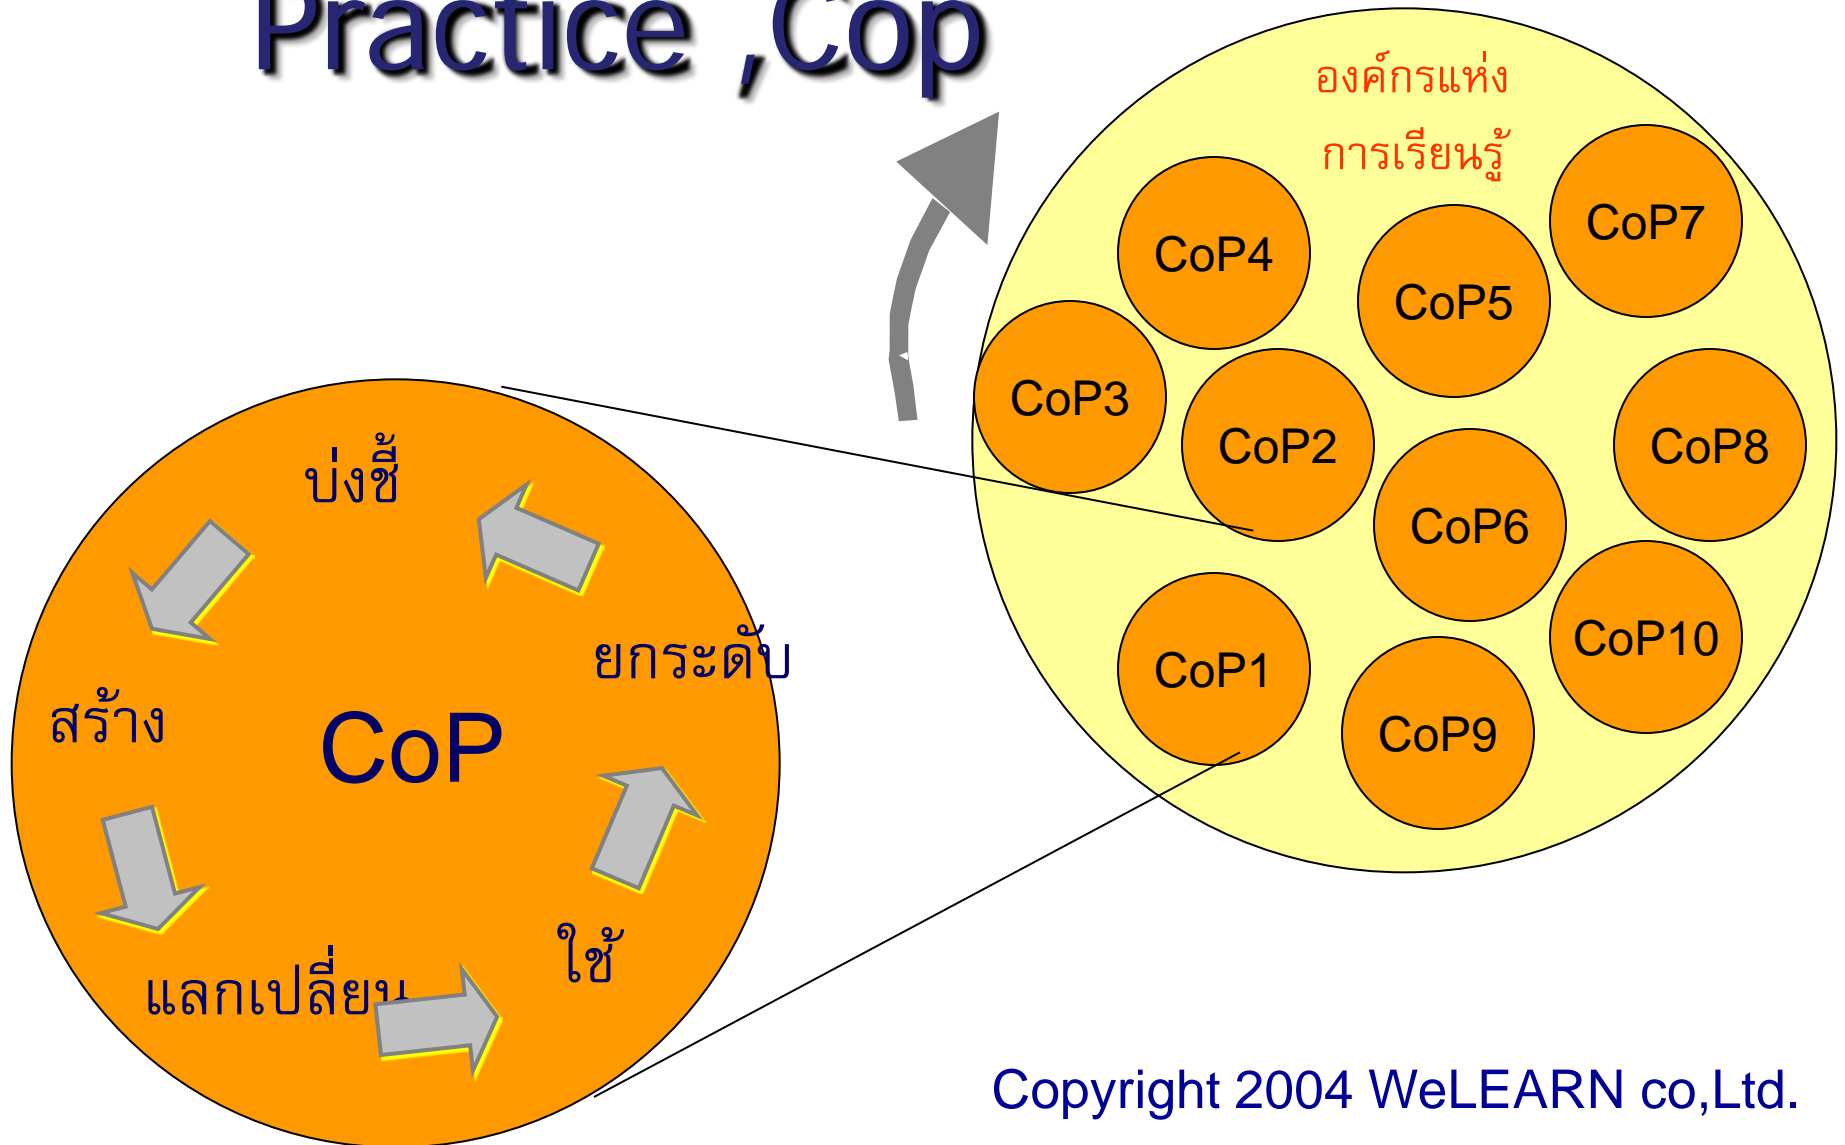 Practice ,Cop
องค์กรแห่ง
การเรียนรู้
CoP7
CoP4
CoP5
CoP3
CoP2
CoP8
CoP6
CoP10
CoP1
CoP9
บ่งชี้
ยกระดับ
สร้าง
CoP
ใช้
แลกเปลี่ยน
Copyright 2004 WeLEARN co,Ltd.